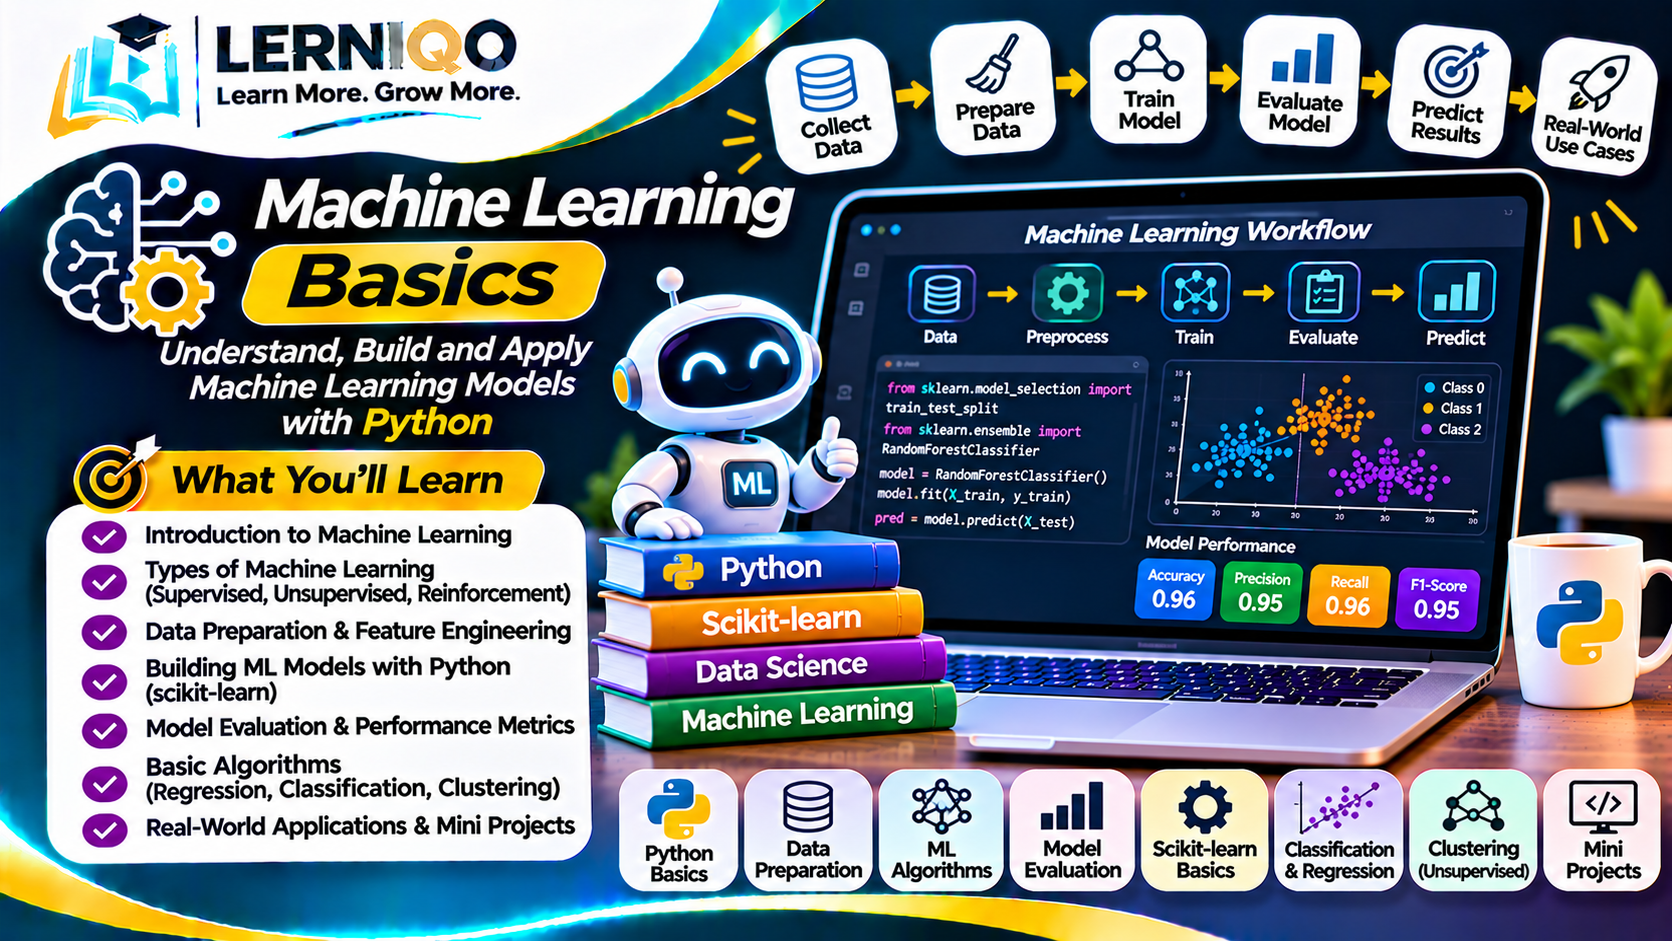 LERNIQO
Learn More. Grow More.
Collect
Data
Prepare
Data
Train
Model
Evaluate
Model
Predict
Results
Real-World
Use Cases
Machine Learning
Basics
Understand, Build and Apply
Machine Learning Models
with Python
What You'll Learn
Introduction to Machine Learning
Types of Machine Learning
(Supervised, Unsupervised, Reinforcement)
Data Preparation & Feature Engineering
Building ML Models with Python
(scikit-learn)
Model Evaluation & Performance Metrics
Basic Algorithms
(Regression, Classification, Clustering)
Real-World Applications & Mini Projects
ML
Python
Scikit-learn
Data Science
Machine Learning
Machine Learning Workflow
Data
Preprocess
Train
Evaluate
Predict
from sklearn.model_selection import
train_test_split
from sklearn.ensemble import
RandomForestClassifier
model = RandomForestClassifier()
model.fit(X_train, y_train)
pred = model.predict(X_test)
Class 0
Class 1
Class 2
Model Performance
Accuracy
0.96
Precision
0.95
Recall
0.96
F1-Score
0.95
Python
Basics
Data
Preparation
ML
Algorithms
Model
Evaluation
Scikit-learn
Basics
Classification
& Regression
Clustering
(Unsupervised)
Mini
Projects